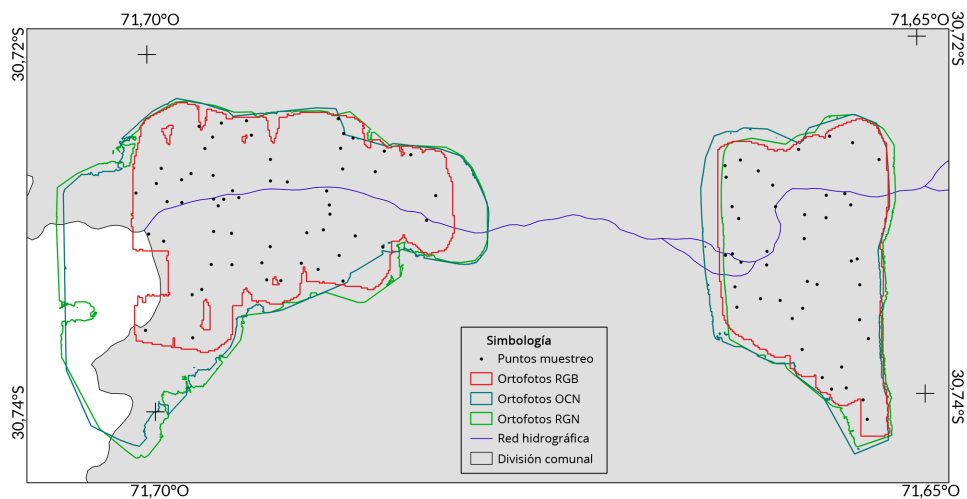 71,70°O
71,65°O
30,72°S
30,72°S
Simbología
Puntos muestreo
Ortofotos RGB
Ortofotos OCN
Ortofotos RGN
Red hidrográfica
División comunal
30,74°S
30,74°S
71,70°O
71,65°O